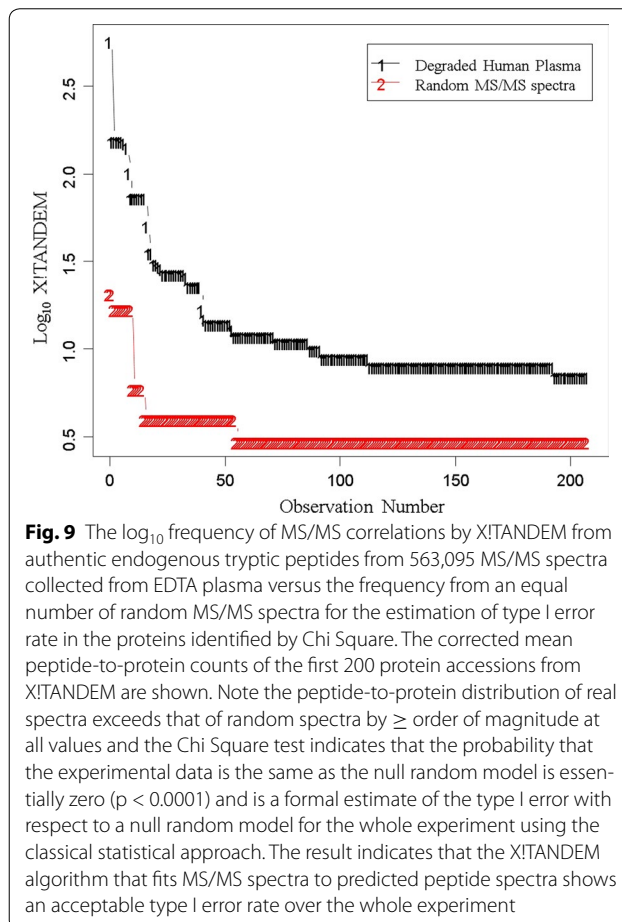 1 Degraded Human Plasma
2 Random MS/MS spectra
Log₁₀ X!TANDEM
2.5
2.0
1.5
1.0
0.5
0 50 100 150 200
Observation Number
Fig. 9 The log₁₀ frequency of MS/MS correlations by X!TANDEM from
authentic endogenous tryptic peptides from 563,095 MS/MS spectra
collected from EDTA plasma versus the frequency from an equal
number of random MS/MS spectra for the estimation of type I error
rate in the proteins identified by Chi Square. The corrected mean
peptide-to-protein counts of the first 200 protein accessions from
X!TANDEM are shown. Note the peptide-to-protein distribution of real
spectra exceeds that of random spectra by ≥ order of magnitude at
all values and the Chi Square test indicates that the probability that
the experimental data is the same as the null random model is essen-
tially zero (p < 0.0001) and is a formal estimate of the type I error with
respect to a null random model for the whole experiment using the
classical statistical approach. The result indicates that the X!TANDEM
algorithm that fits MS/MS spectra to predicted peptide spectra shows
an acceptable type I error rate over the whole experiment